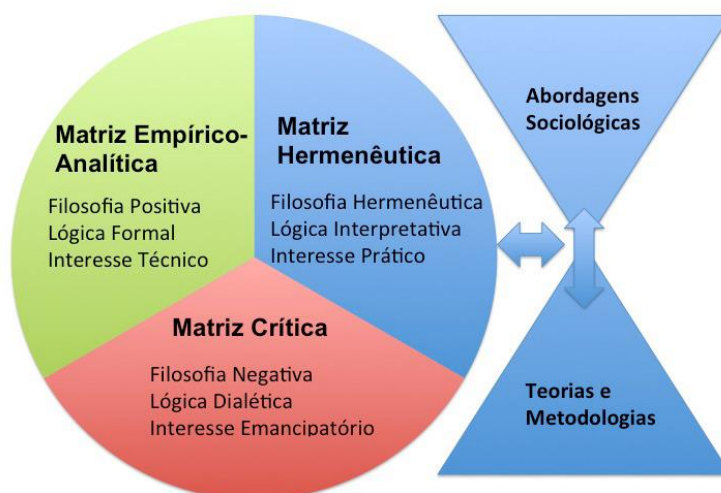 Matriz Empírico-
Analítica
Filosofia Positiva
Lógica Formal
Interesse Técnico
Matriz
Hermenêutica
Filosofia Hermenêutica
Lógica Interpretativa
Interesse Prático
Matriz Crítica
Filosofia Negativa
Lógica Dialética
Interesse Emancipatório
Abordagens
Sociológicas
Teorias e
Metodologias